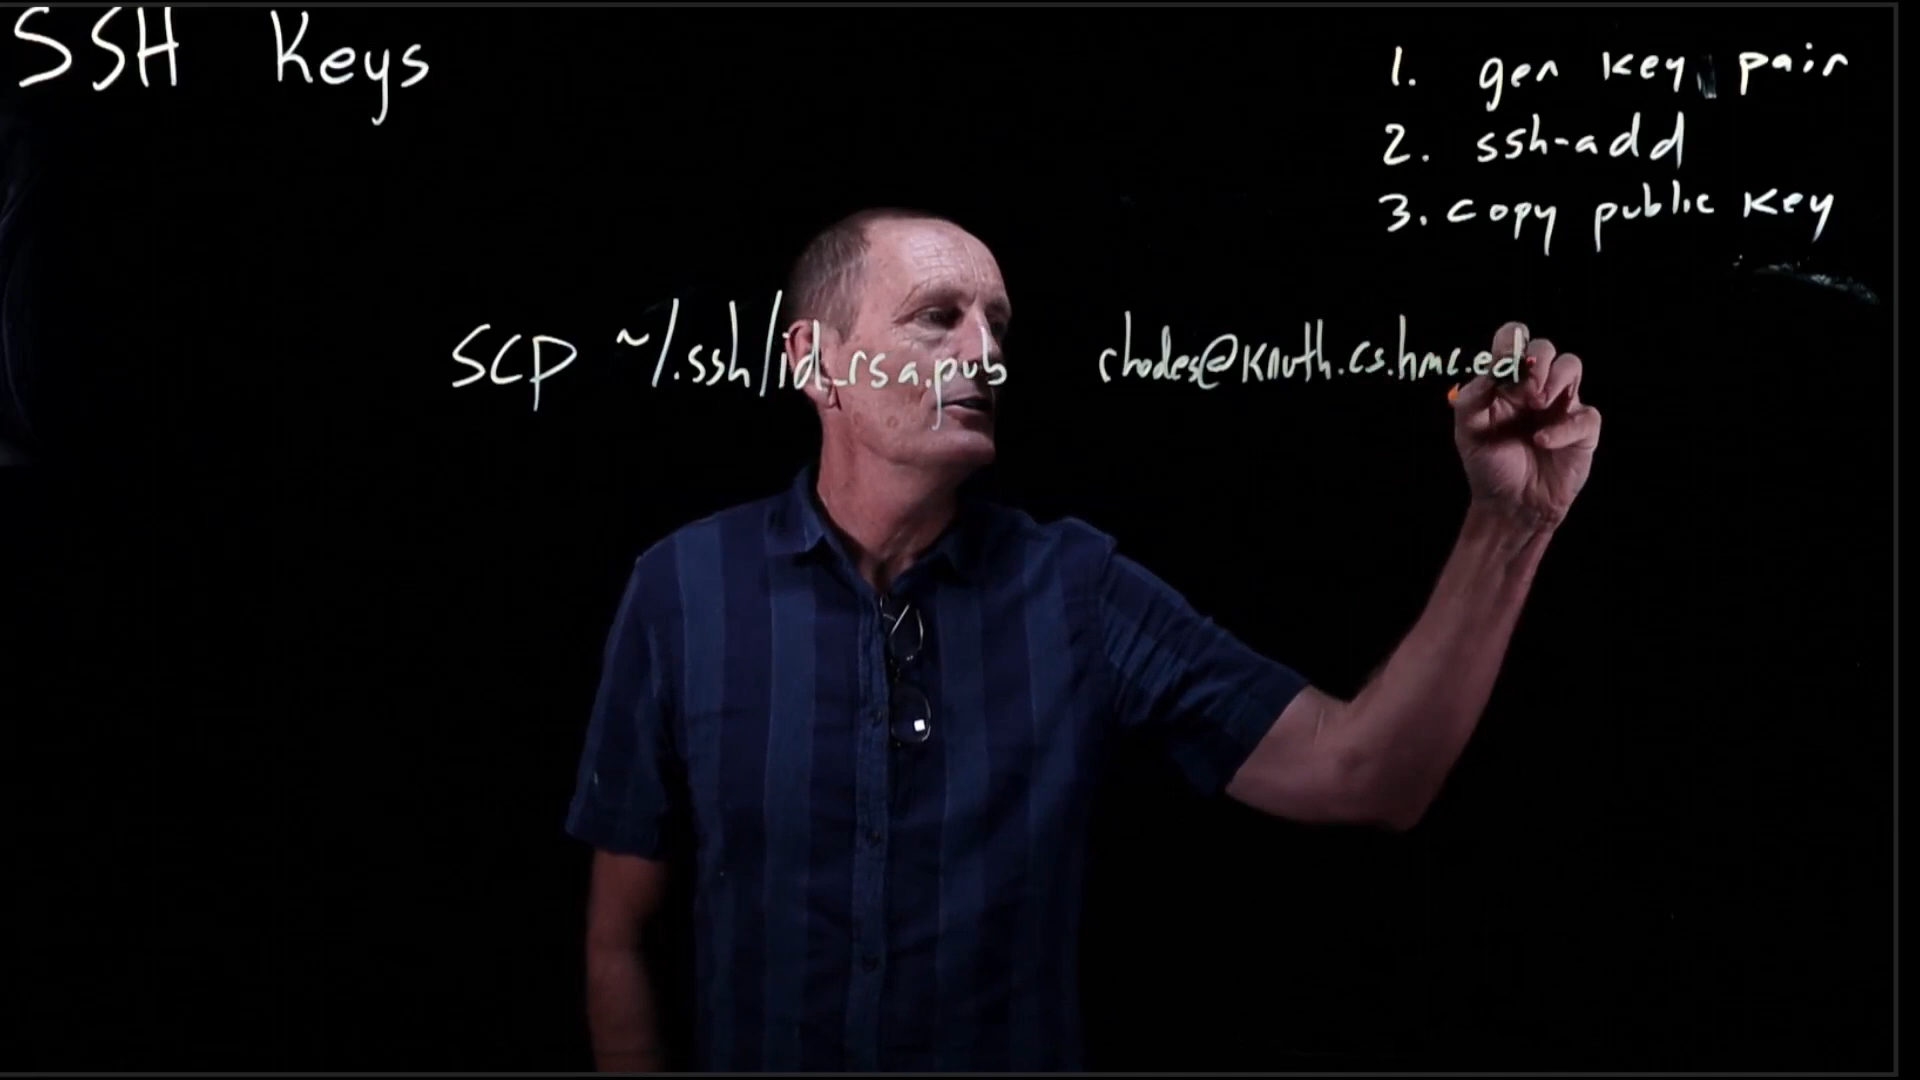 SSH Keys
1. gen key pair
2. ssh-add
3. copy public key
SCP ~/.ssh/id_rsa.pub rhodes@knuth.cs.hmc.ed